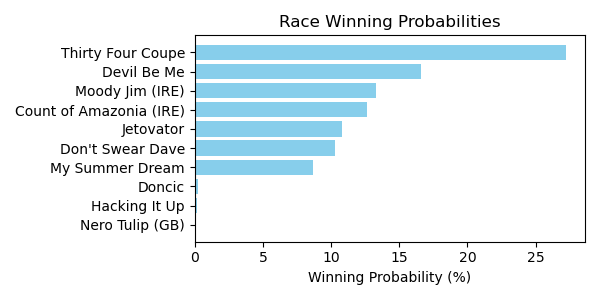 Race Winning Probabilities
Thirty Four Coupe
Devil Be Me
Moody Jim (IRE)
Count of Amazonia (IRE)
Jetovator
Don't Swear Dave
My Summer Dream
Doncic
Hacking It Up
Nero Tulip (GB)
0 5 10 15 20 25
Winning Probability (%)